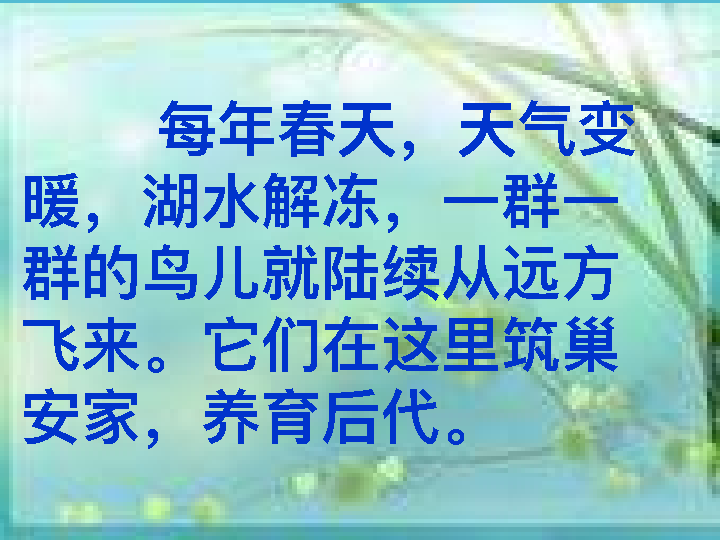 每年春天，天气变
暖，湖水解冻，一群一
群的鸟儿就陆续从远方
飞来。它们在这里筑巢
安家，养育后代。